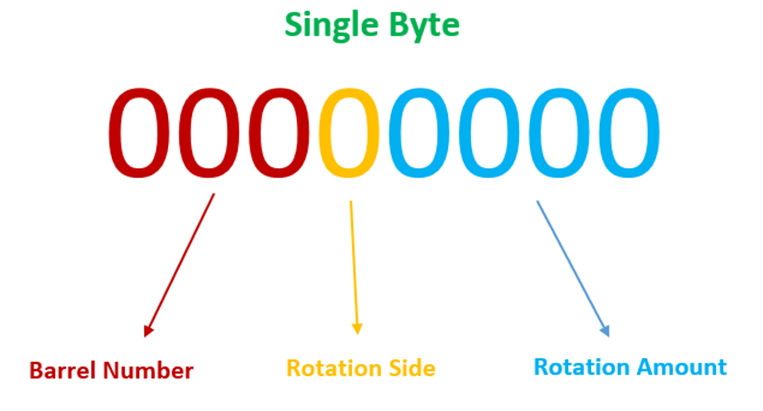 Single Byte
00000000
Barrel Number
Rotation Side
Rotation Amount